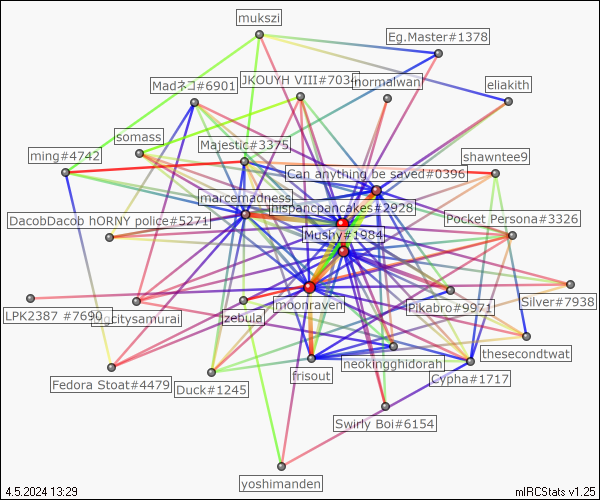 mukszi
Eg.Master#1378
Madネコ#6901
JKOUYH VIII#7034
normalwan
eliakith
somass
Majestic#3375
ming#4742
shawntee9
Can anything be saved#0396
marcemadness
hispancpancakes#2928
DacobDacob hORNY police#5271
Pocket Persona#3326
Mushy#1984
moonraven
LPK2387 #7690
citysamurai
zebula
Pikabro#9971
Silver#7938
thesecondtwat
neokingghidorah
Fedora Stoat#4479
Duck#1245
frisout
Cypha#1717
Swirly Boi#6154
yoshimanden
4.5.2024 13:29
mIRCStats v1.25